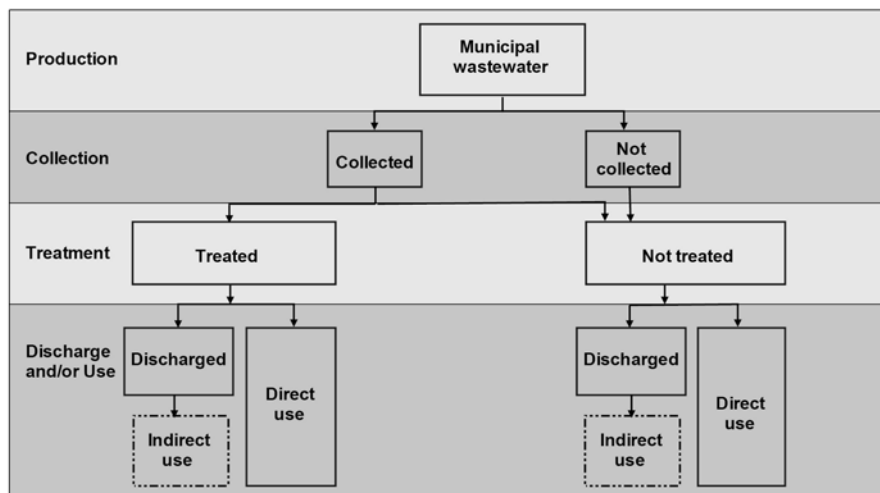 Production
Municipal
wastewater
Collection
Collected
Not
collected
Treatment
Treated
Not treated
Discharge
and/or Use
Discharged
Direct
use
Indirect
use
Discharged
Direct
use
Indirect
use